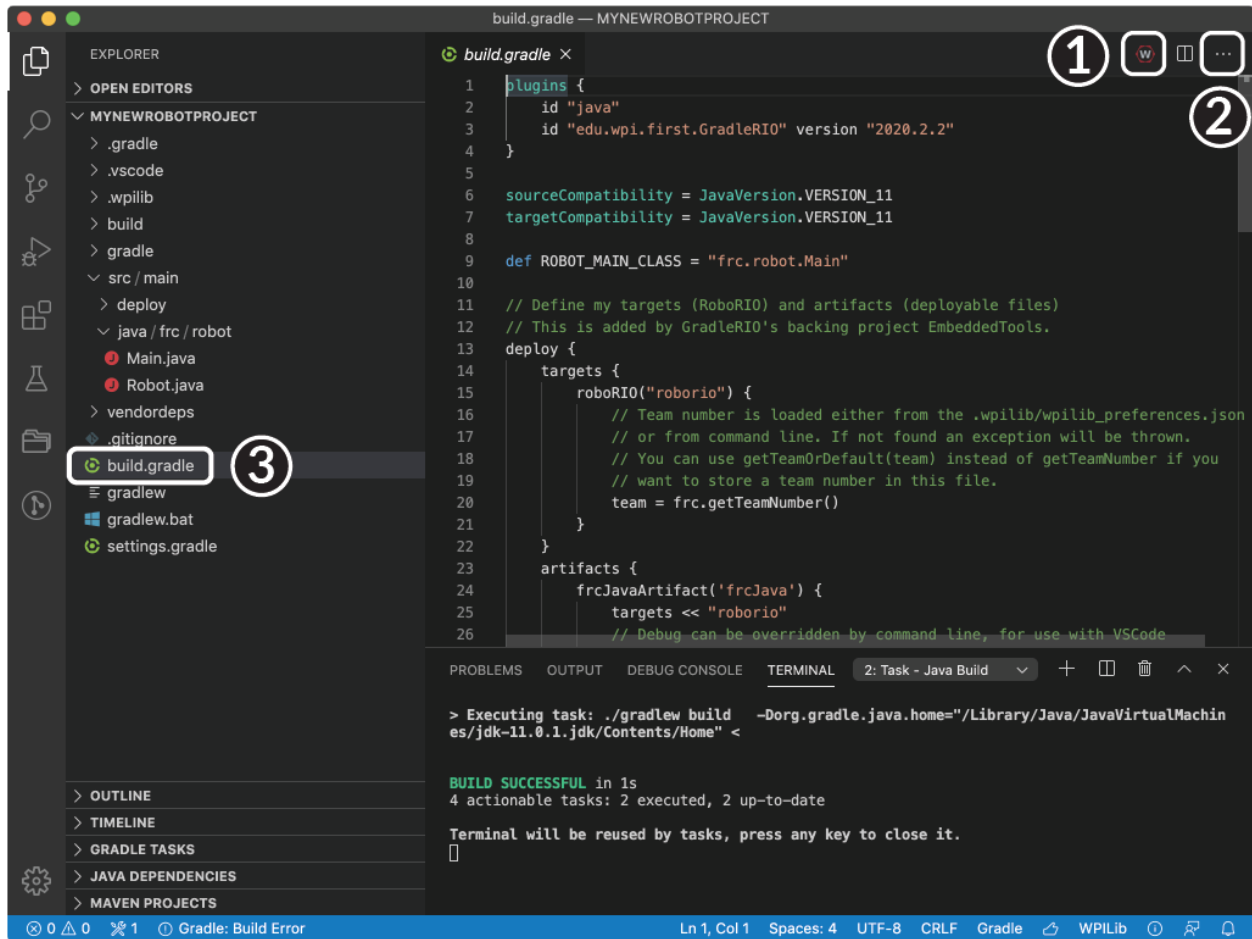 build.gradle — MYNEWROBOTPROJECT
EXPLORER
OPEN EDITORS
MYNEWROBOTPROJECT
.gradle
.vscode
.wpilib
build
gradle
src / main
deploy
java / frc / robot
Main.java
Robot.java
vendordeps
.gitignore
build.gradle
3
gradlew
gradlew.bat
settings.gradle
OUTLINE
TIMELINE
GRADLE TASKS
JAVA DEPENDENCIES
MAVEN PROJECTS
build.gradle
1
W
2
1 plugins {
2 id "java"
3 id "edu.wpi.first.GradleRIO" version "2020.2.2"
4 }
5
6 sourceCompatibility = JavaVersion.VERSION_11
7 targetCompatibility = JavaVersion.VERSION_11
8
9 def ROBOT_MAIN_CLASS = "frc.robot.Main"
10
11 // Define my targets (RoboRIO) and artifacts (deployable files)
12 // This is added by GradleRIO's backing project EmbeddedTools.
13 deploy {
14 targets {
15 roboRIO("roborio") {
16 // Team number is loaded either from the .wpilib/wpilib_preferences.json
17 // or from command line. If not found an exception will be thrown.
18 // You can use getTeamOrDefault(team) instead of getTeamNumber if you
19 // want to store a team number in this file.
20 team = frc.getTeamNumber()
21 }
22 }
23 artifacts {
24 frcJavaArtifact('frcJava') {
25 targets << "roborio"
26 // Debug can be overridden by command line, for use with VSCode
PROBLEMS OUTPUT DEBUG CONSOLE TERMINAL 2: Task - Java Build
> Executing task: ./gradlew build -Dorg.gradle.java.home="/Library/Java/JavaVirtualMachin
es/jdk-11.0.1.jdk/Contents/Home" <
BUILD SUCCESSFUL in 1s
4 actionable tasks: 2 executed, 2 up-to-date
Terminal will be reused by tasks, press any key to close it.
0 0 1 Gradle: Build Error Ln 1, Col 1 Spaces: 4 UTF-8 CRLF Gradle WPILib